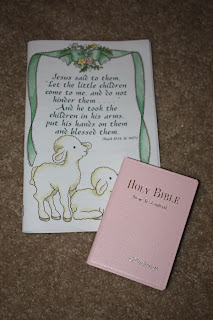 Jesus said to them,
"Let the little children
come to me, and do not
hinder them
And he took the
children in his arms,
put his hands on them
and blessed them.
HOLY BIBLE